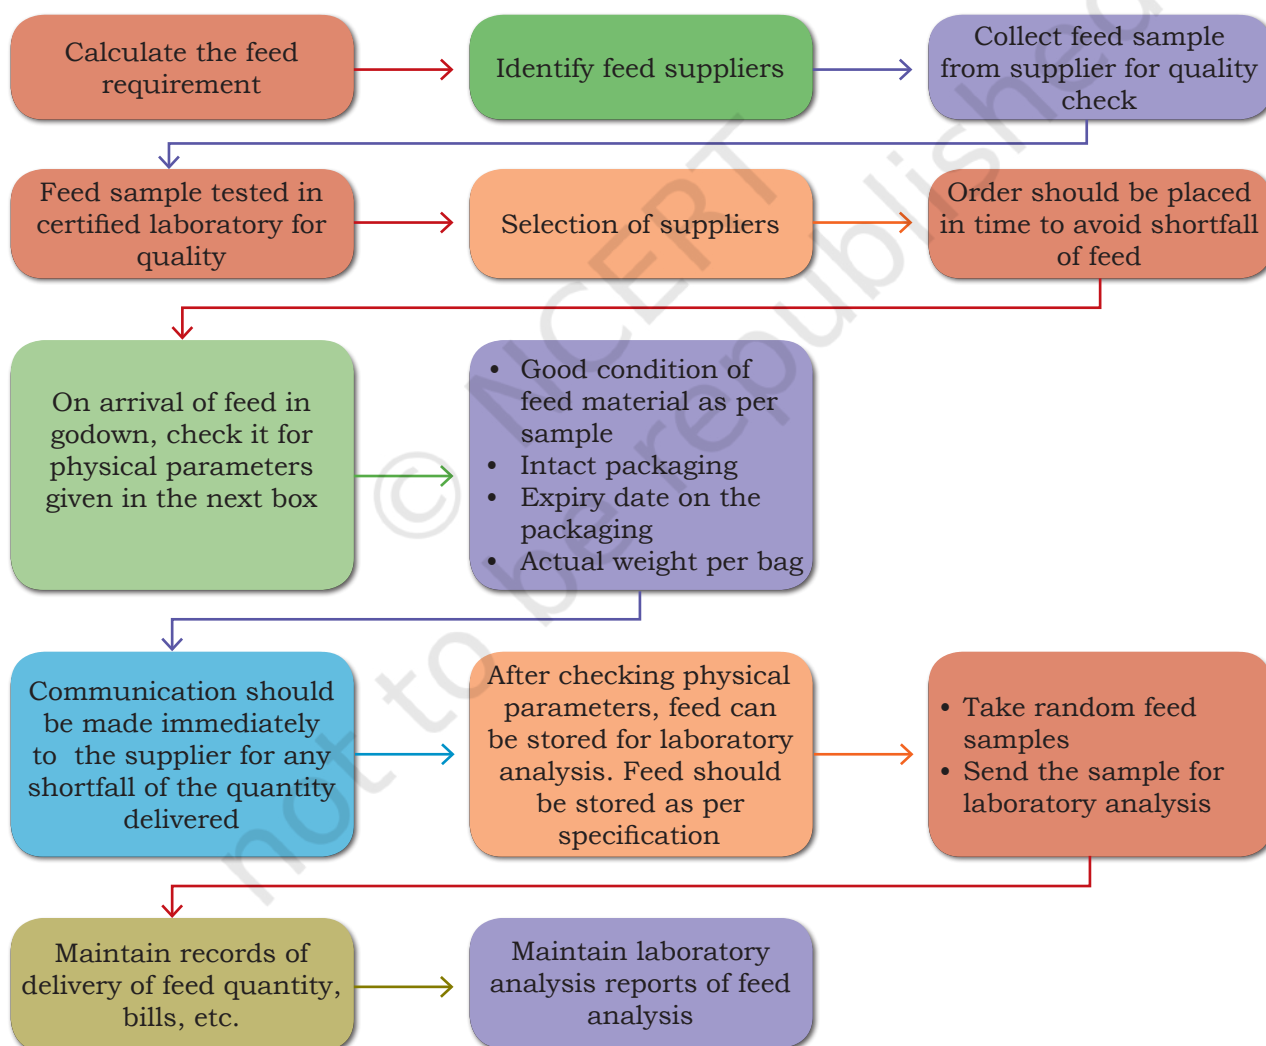 Calculate the feed
requirement
Identify feed suppliers
Collect feed sample
from supplier for quality
check
Feed sample tested in
certified laboratory for
quality
Selection of suppliers
Order should be placed
in time to avoid shortfall
of feed
On arrival of feed in
godown, check it for
physical parameters
given in the next box
• Good condition of
feed material as per
sample
• Intact packaging
• Expiry date on the
packaging
• Actual weight per bag
Communication should
be made immediately
to the supplier for any
shortfall of the quantity
delivered
After checking physical
parameters, feed can
be stored for laboratory
analysis. Feed should
be stored as per
specification
• Take random feed
samples
• Send the sample for
laboratory analysis
Maintain records of
delivery of feed quantity,
bills, etc.
Maintain laboratory
analysis reports of feed
analysis
© NCERT
not to be republished